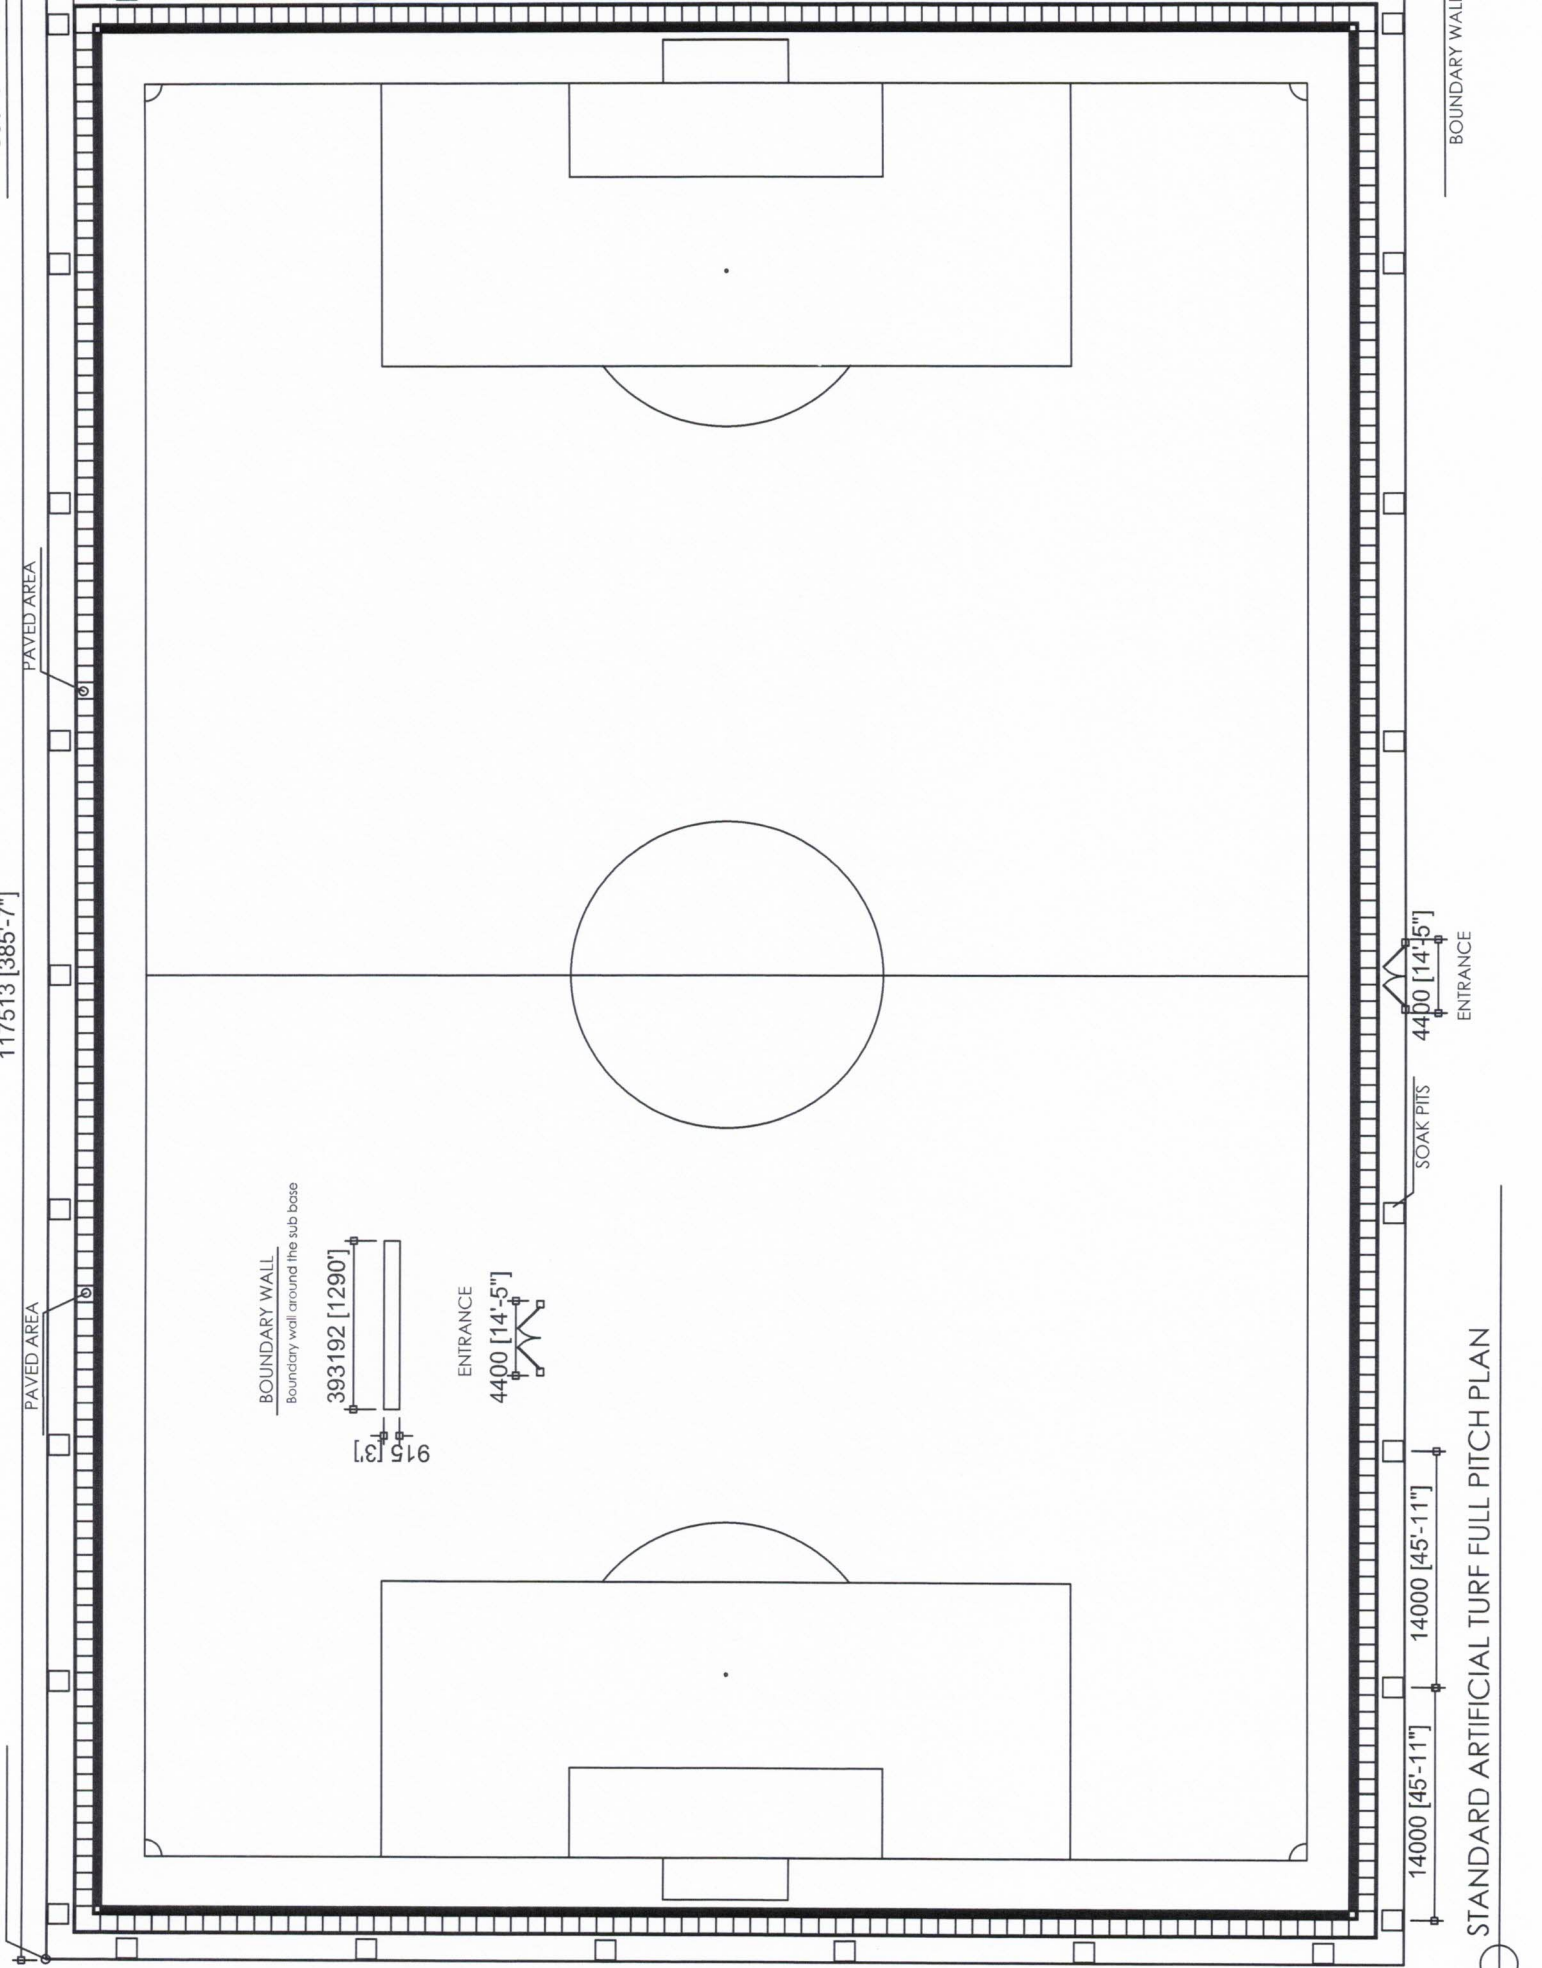 PAVED AREA
117513 [385'-7"]
PAVED AREA
BOUNDARY WALL
Boundary wall around the sub base
393192 [1290']
915 [3']
ENTRANCE
4400 [14'-5"]
BOUNDARY WALL
4400 [14'-5"]
ENTRANCE
SOAK PITS
14000 [45'-11"]
14000 [45'-11"]
STANDARD ARTIFICIAL TURF FULL PITCH PLAN